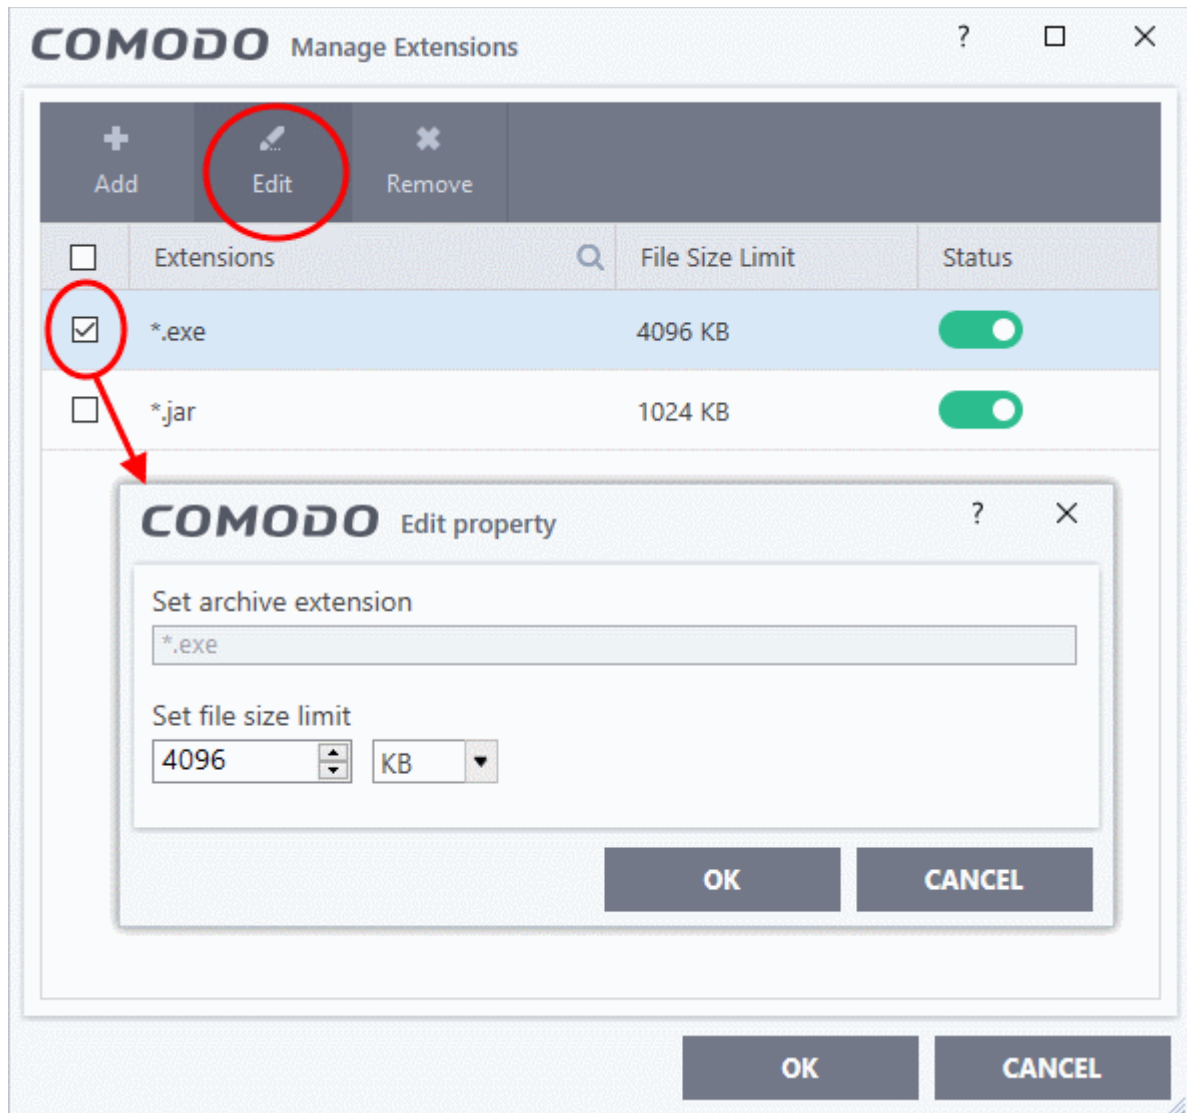 COMODO Manage Extensions ?
Add Edit Remove
Extensions File Size Limit Status
*.exe 4096 KB
*.jar 1024 KB
COMODO Edit property ?
Set archive extension
*.exe
Set file size limit
4096 KB
OK CANCEL
OK CANCEL